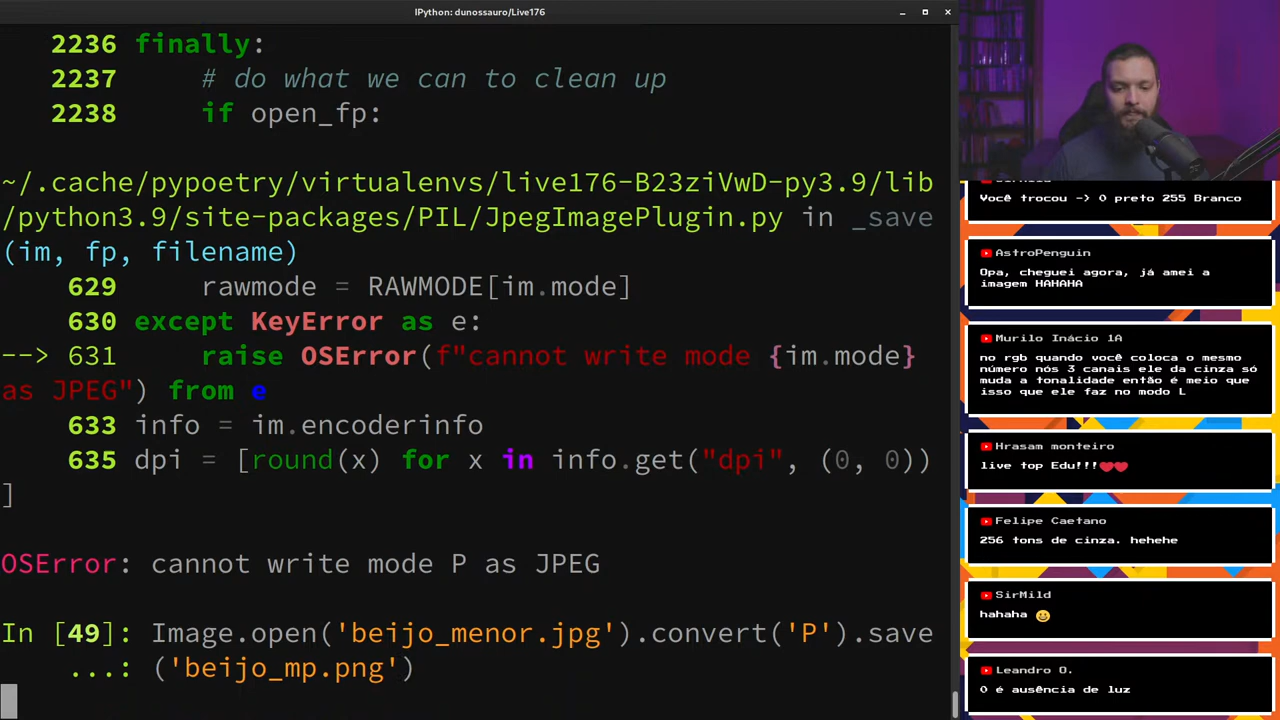 IPython: dunossauro/Live176
2236 finally:
2237 # do what we can to clean up
2238 if open_fp:
~/.cache/pypoetry/virtualenvs/live176-B23ziVwD-py3.9/lib
/python3.9/site-packages/PIL/JpegImagePlugin.py in _save
(im, fp, filename)
629 rawmode = RAWMODE[im.mode]
630 except KeyError as e:
--> 631 raise OSError(f"cannot write mode {im.mode}
as JPEG") from e
633 info = im.encoderinfo
635 dpi = [round(x) for x in info.get("dpi", (0, 0))
]
OSError: cannot write mode P as JPEG
In [49]: Image.open('beijo_menor.jpg').convert('P').save
...: ('beijo_mp.png')
Você trocou -> 0 preto 255 Branco
AstroPenguin
Opa, cheguei agora, já amei a
imagem HAHAHA
Murilo Inácio 1A
no rgb quando você coloca o mesmo
número nós 3 canais ele da cinza só
muda a tonalidade então é meio que
isso que ele faz no modo L
Hrasam monteiro
live top Edu!!!❤❤
Felipe Caetano
256 tons de cinza. hehehe
SirMild
hahaha 😀
Leandro O.
0 é ausência de luz